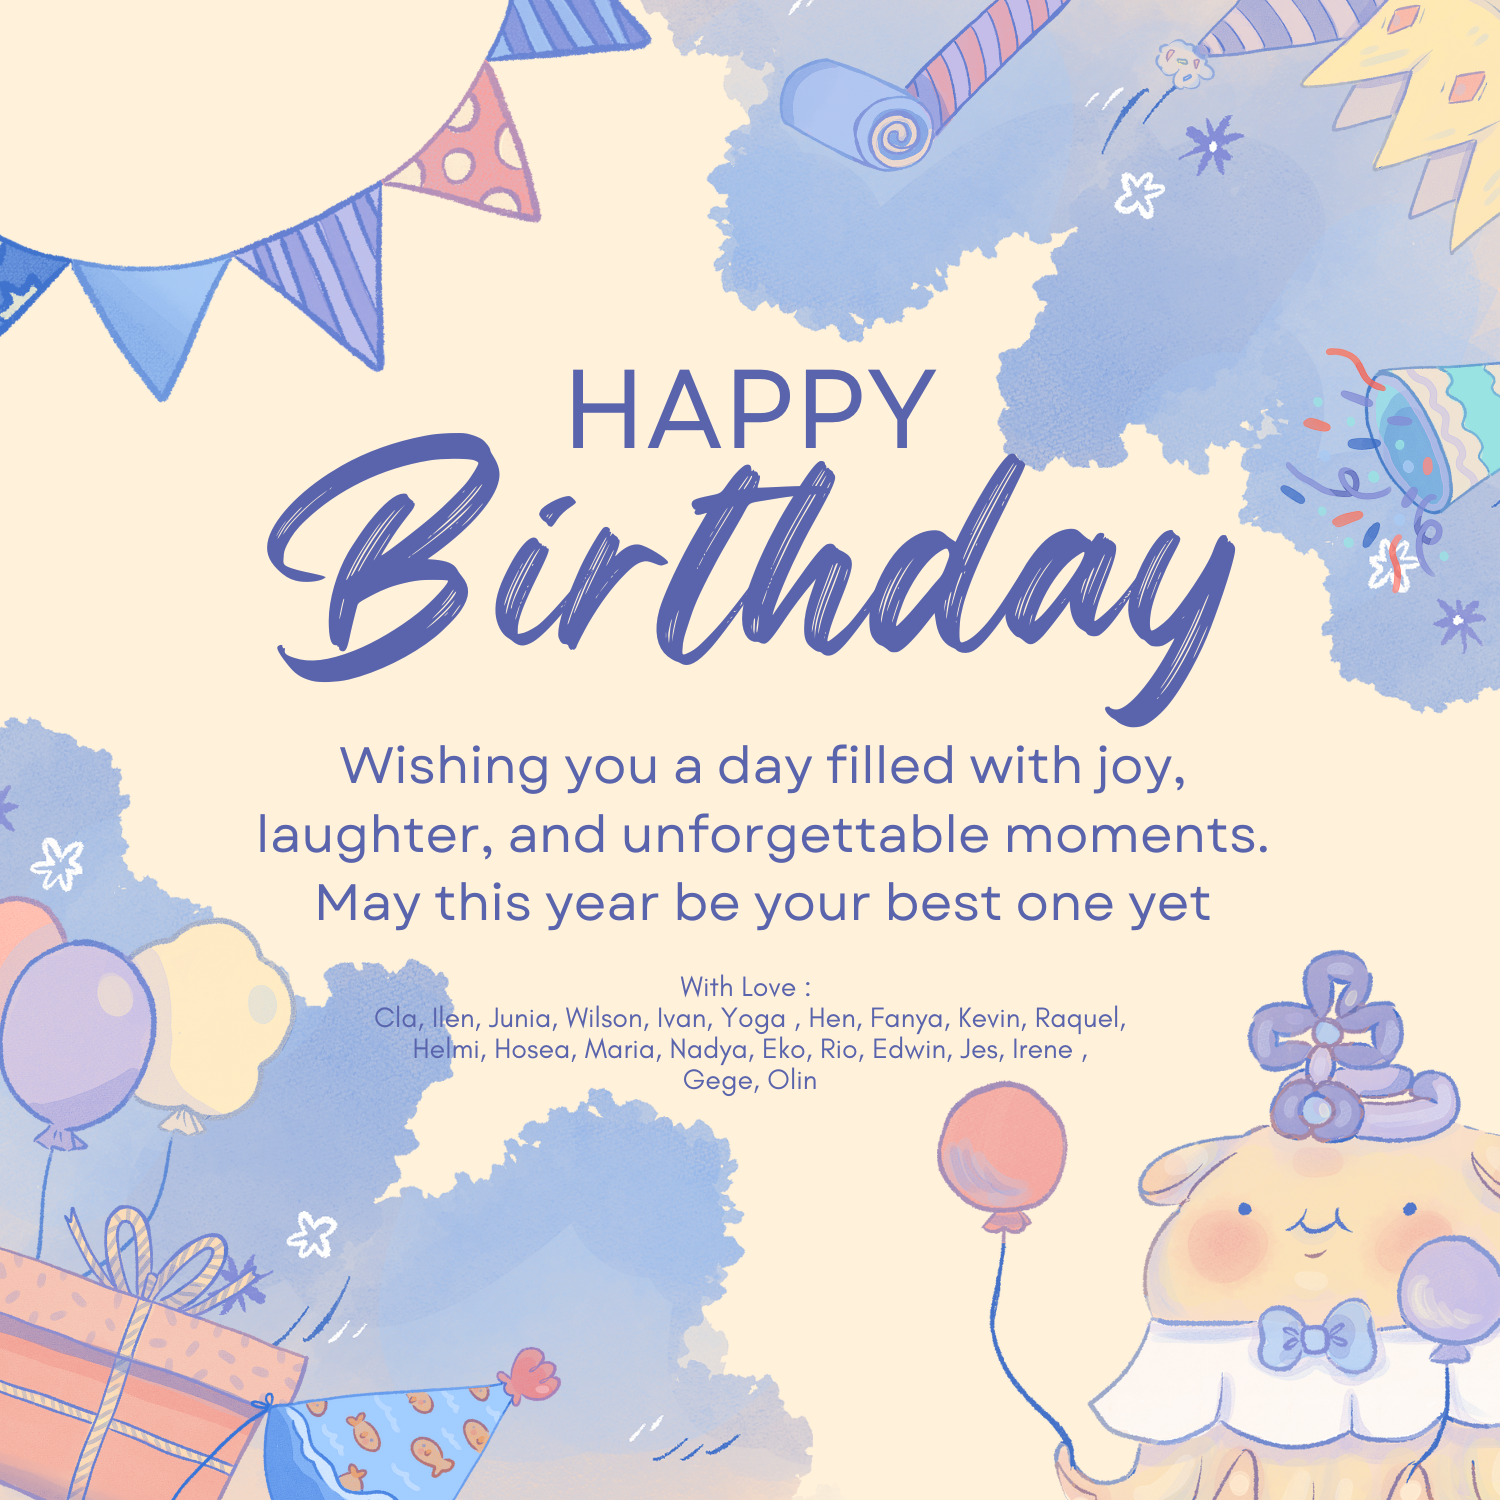 HAPPY
Birthday
Wishing you a day filled with joy,
laughter, and unforgettable moments.
May this year be your best one yet
With Love :
Cla, Ilen, Junia, Wilson, Ivan, Yoga , Hen, Fanya, Kevin, Raquel,
Helmi, Hosea, Maria, Nadya, Eko, Rio, Edwin, Jes, Irene ,
Gege, Olin